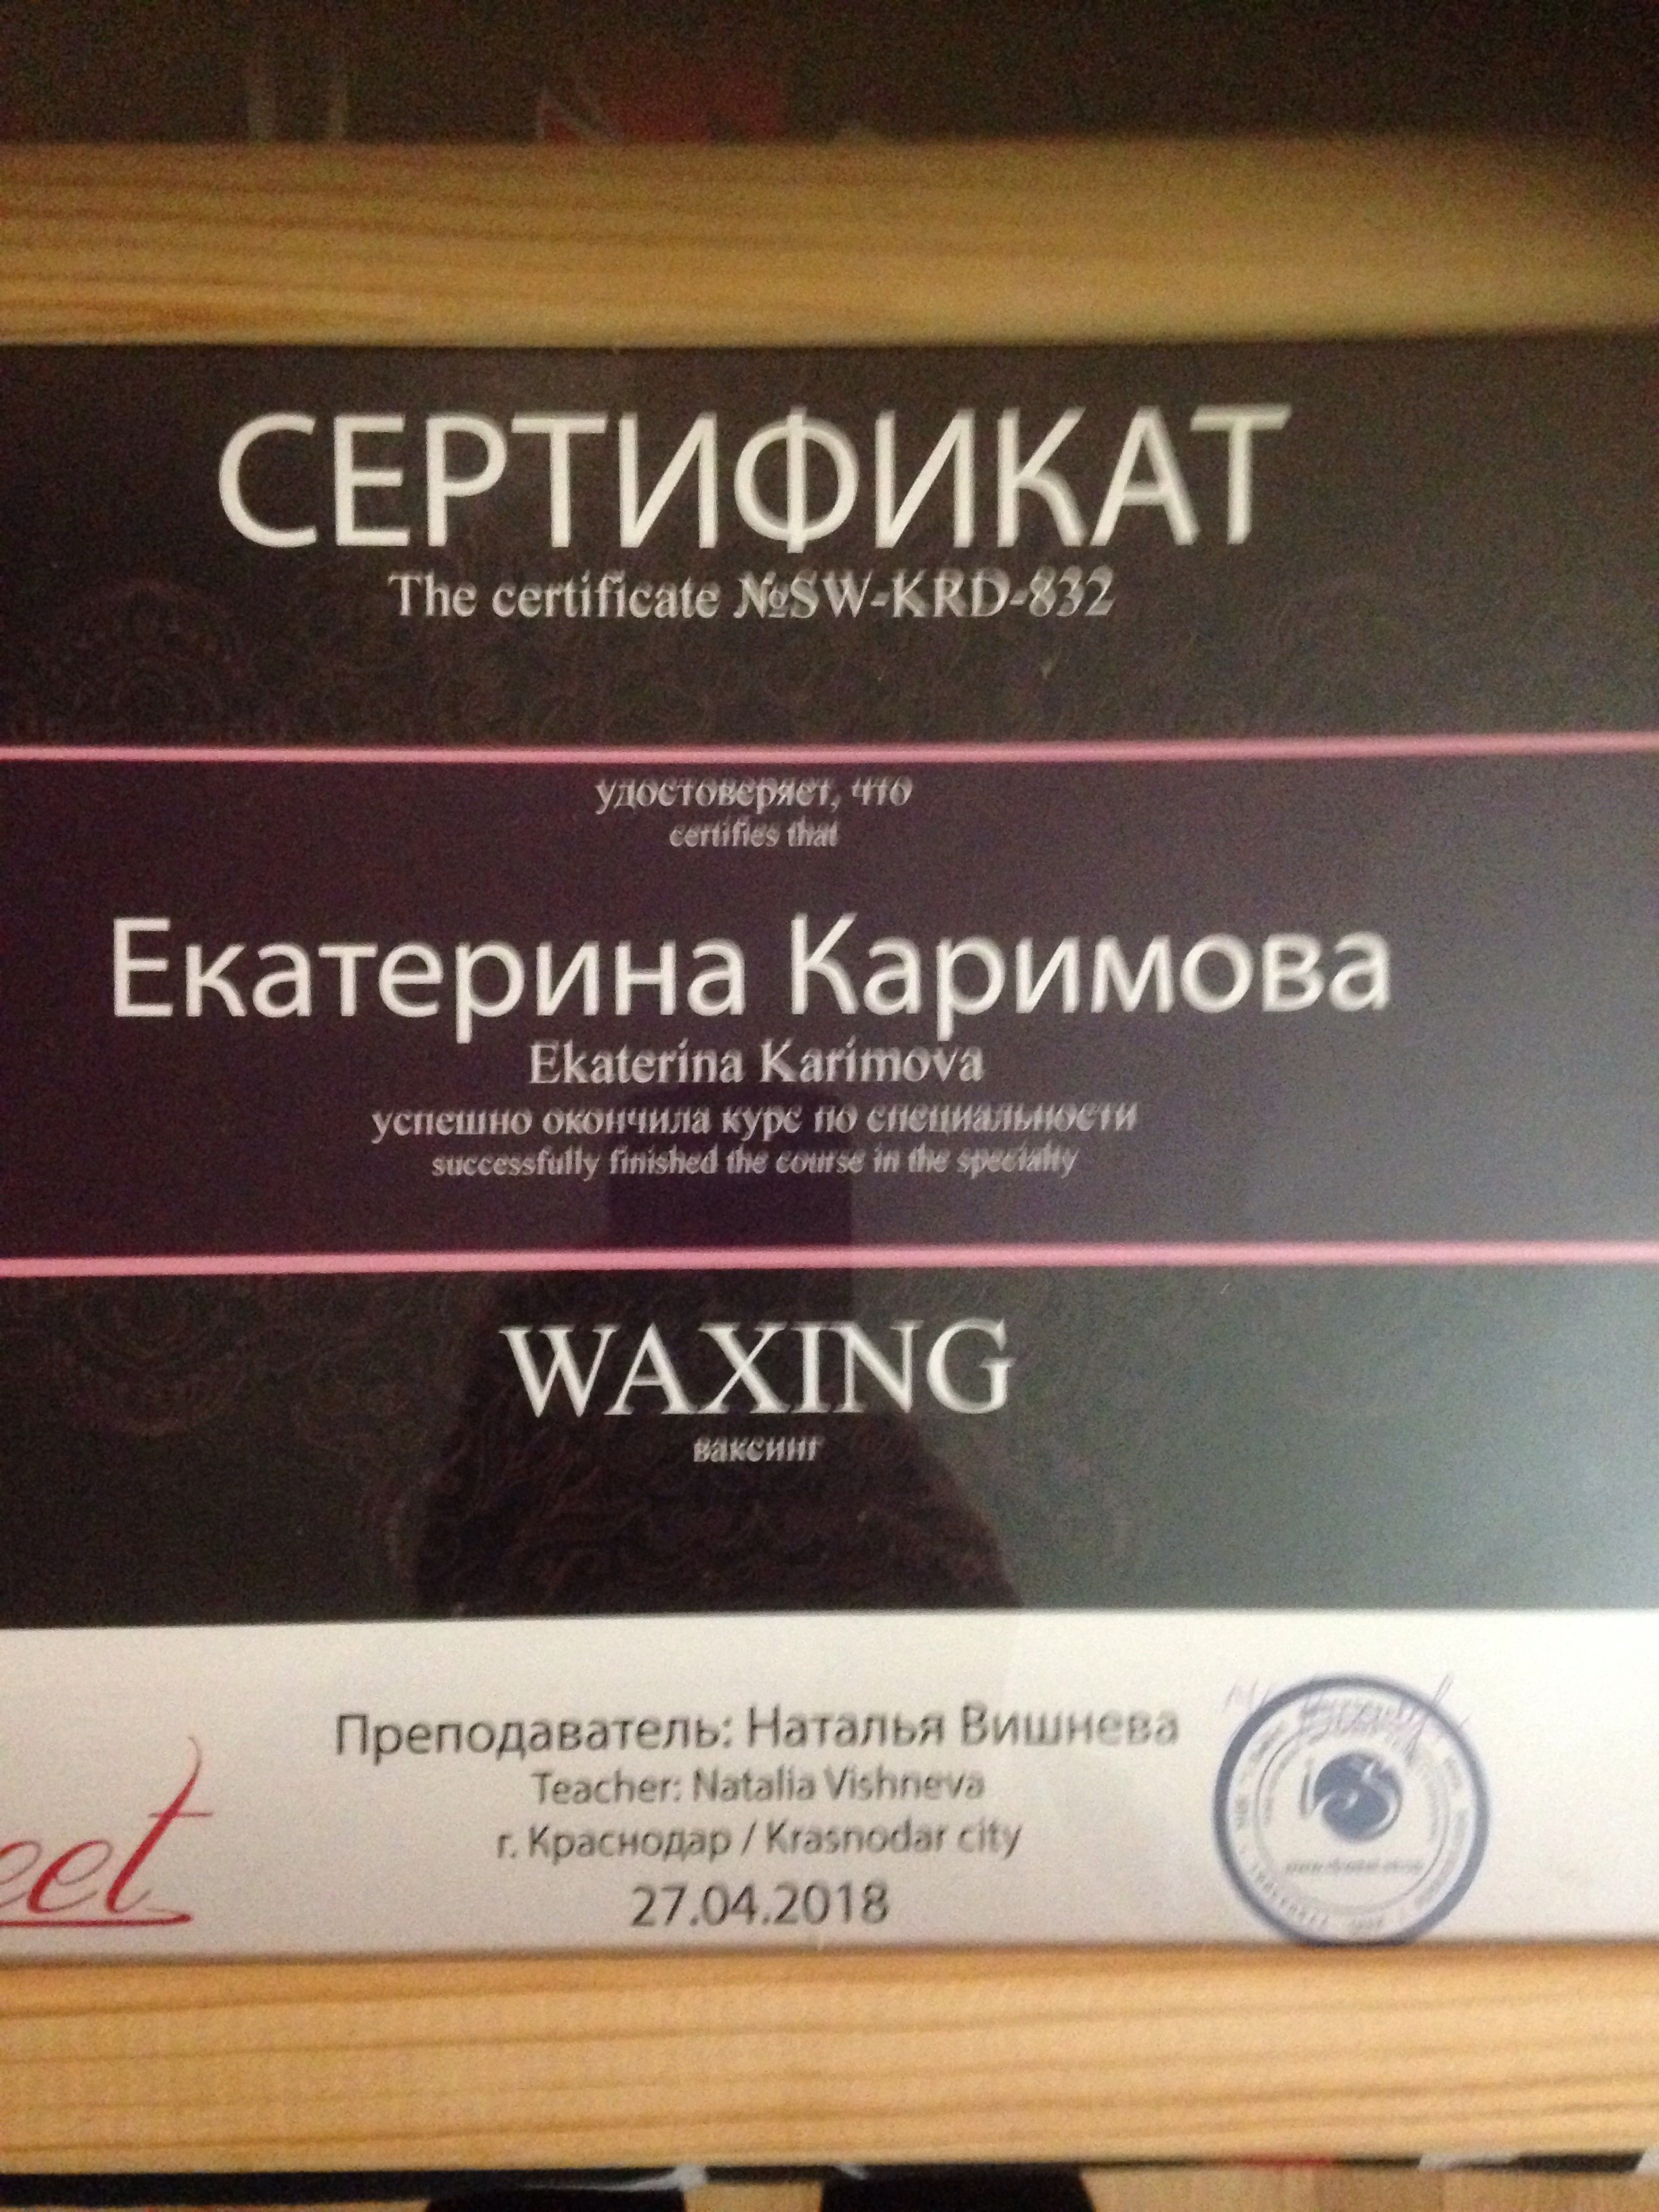 СЕРТИФИКАТ
The certificate №SW-KRD-832
удостоверяет, что
certifies that
Екатерина Каримова
Ekaterina Karimova
успешно окончила курс по специальности
successfully finished the course in the specialty
WAXING
ваксинг
Преподаватель: Наталья Вишнева
Teacher: Natalia Vishneva
г. Краснодар / Krasnodar city
27.04.2018
eet